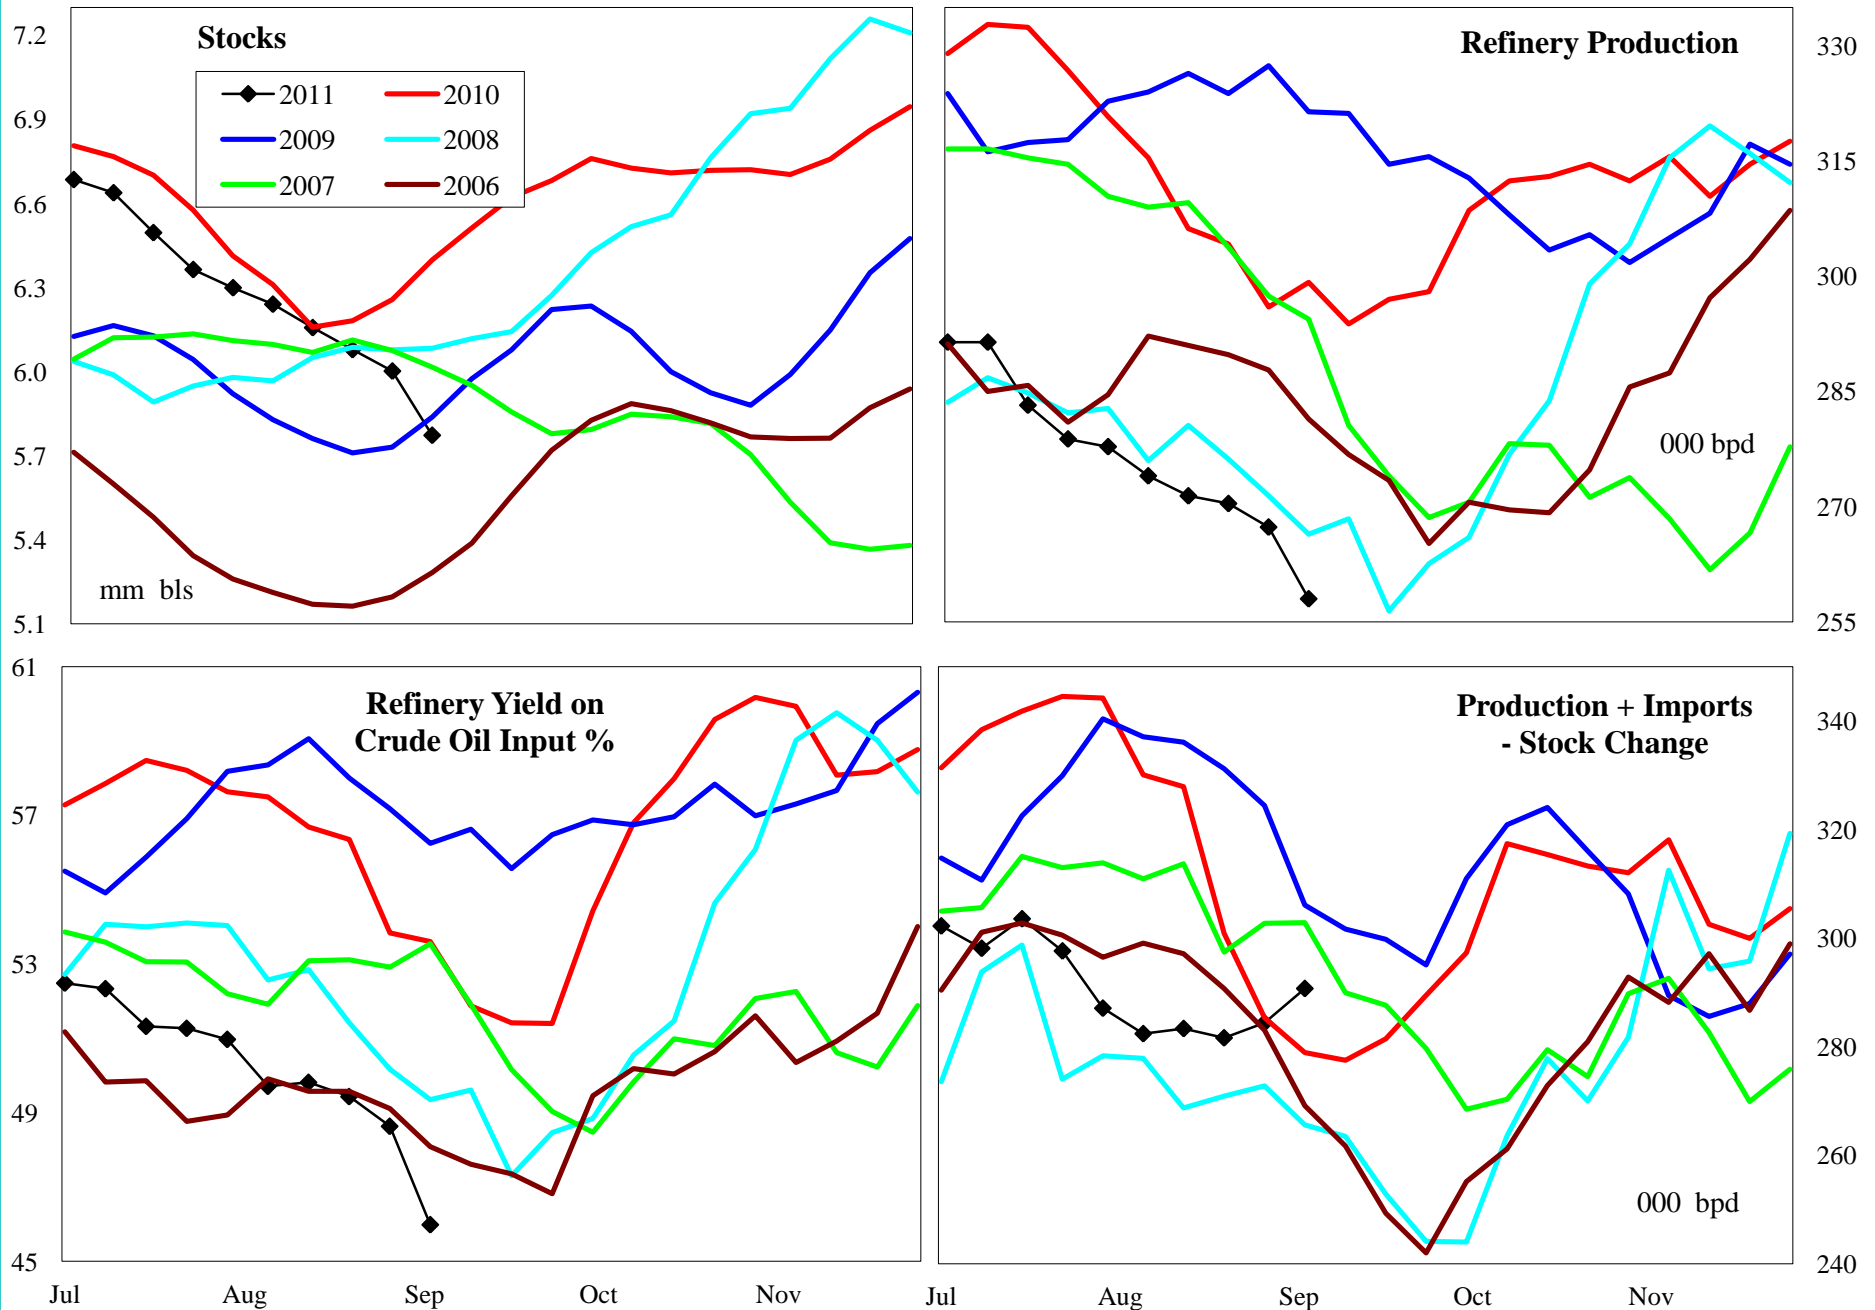 Stocks
2011
2010
2009
2008
2007
2006
mm bls
7.2
6.9
6.6
6.3
6.0
5.7
5.4
5.1
Refinery Production
000 bpd
330
315
300
285
270
255
Refinery Yield on
Crude Oil Input %
61
57
53
49
45
Jul
Aug
Sep
Oct
Nov
Production + Imports
- Stock Change
000 bpd
340
320
300
280
260
240
Jul
Aug
Sep
Oct
Nov